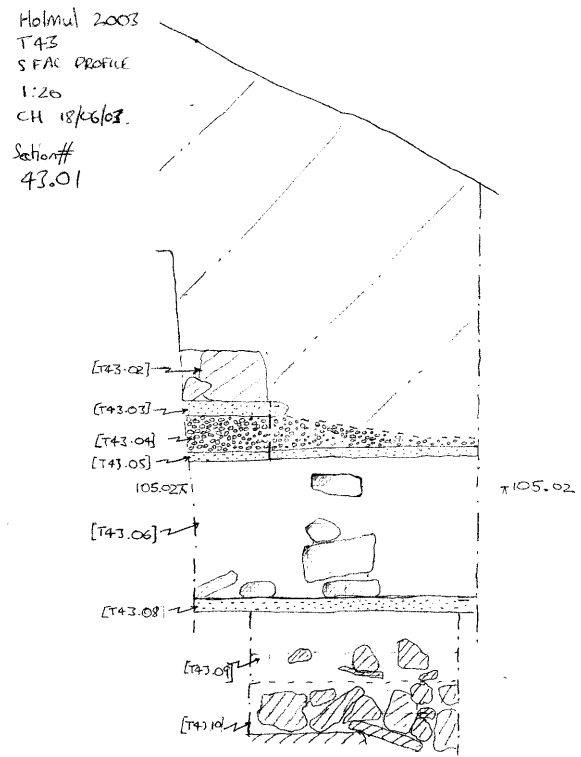 Holmul 2003
T43
S FAC PROFILE
1:20
CH 18/06/03.
Section#
43.01
[T43.02]
[T43.03]
[T43.04]
[T43.05]
105.02
105.02
[T43.06]
[T43.08]
[T43.09]
[T43 10]